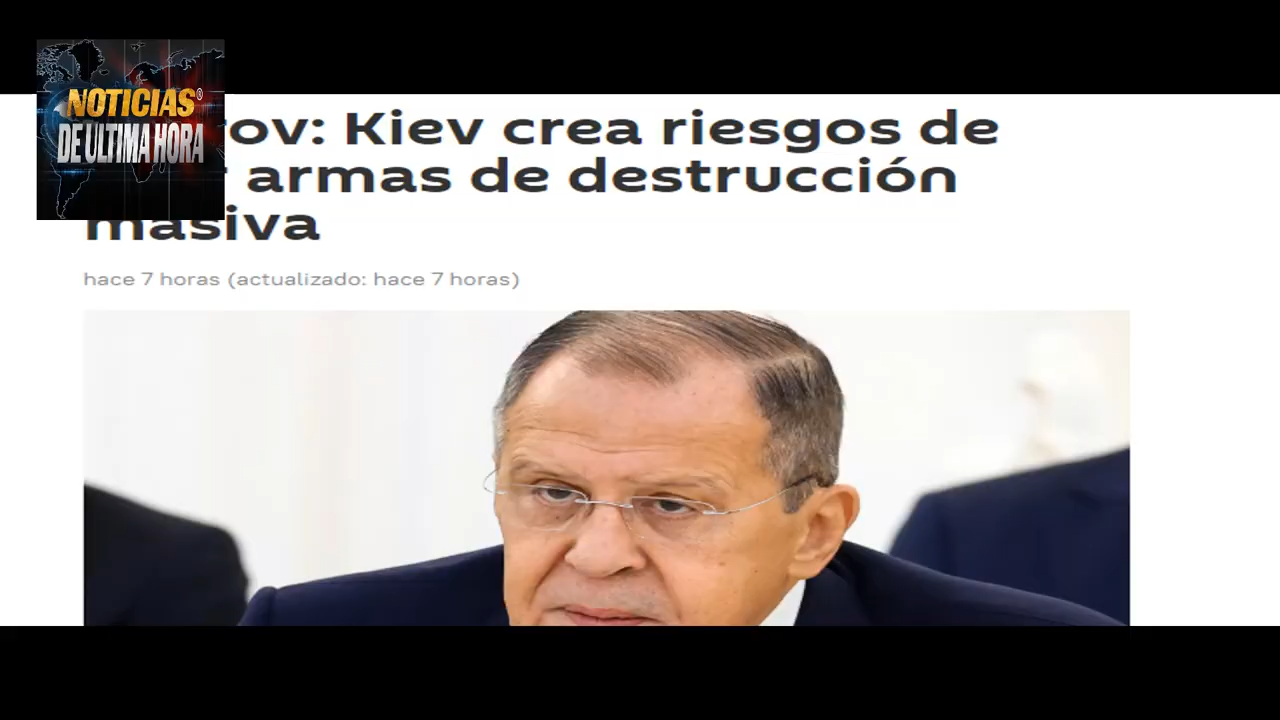 NOTICIAS®
DE ULTIMA HORA
rov: Kiev crea riesgos de
armas de destrucción
masiva
hace 7 horas (actualizado: hace 7 horas)